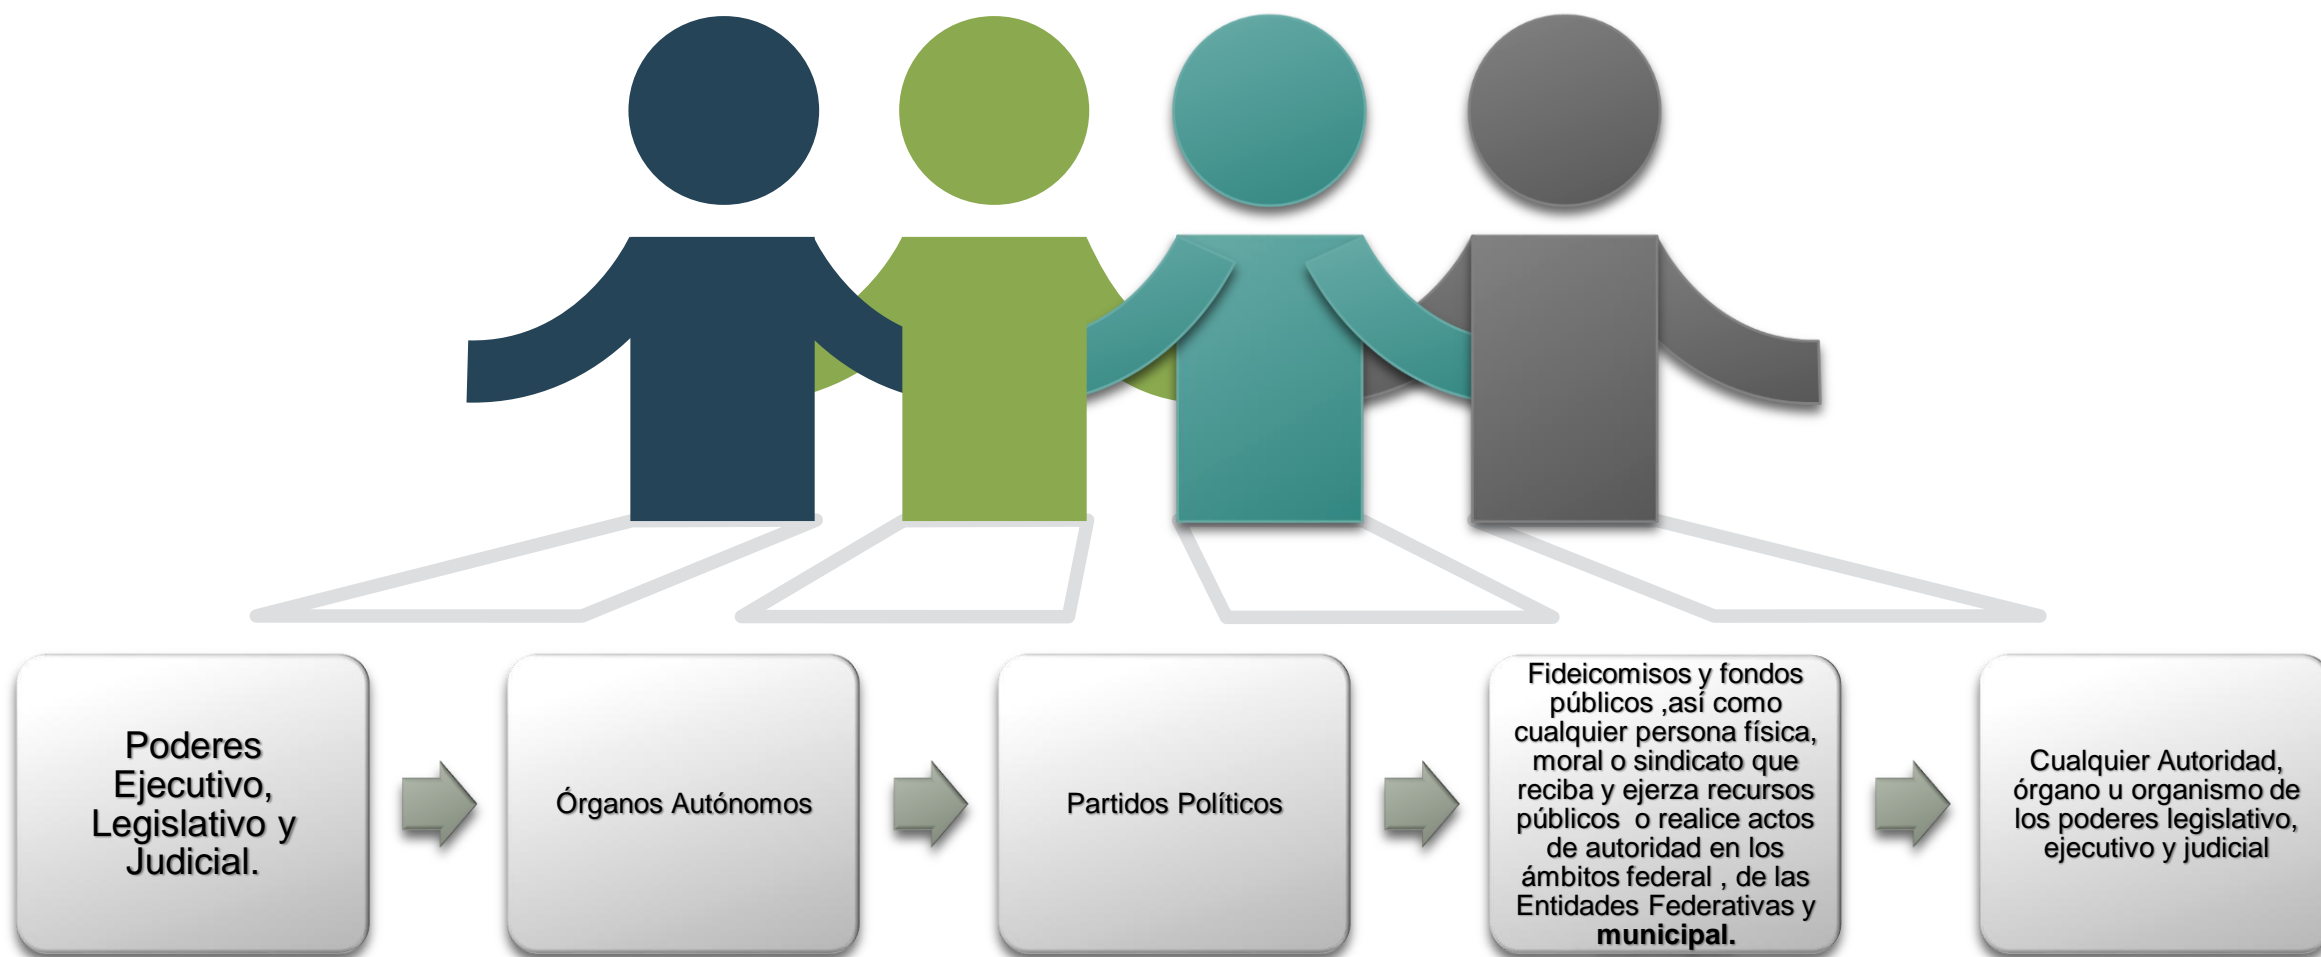 Poderes
Ejecutivo,
Legislativo y
Judicial.
Órganos Autónomos
Partidos Políticos
Fideicomisos y fondos
públicos ,así como
cualquier persona física,
moral o sindicato que
reciba y ejerza recursos
públicos  o realice actos
de autoridad en los
ámbitos federal , de las
Entidades Federativas y
municipal.
Cualquier Autoridad,
órgano u organismo de
los poderes legislativo,
ejecutivo y judicial